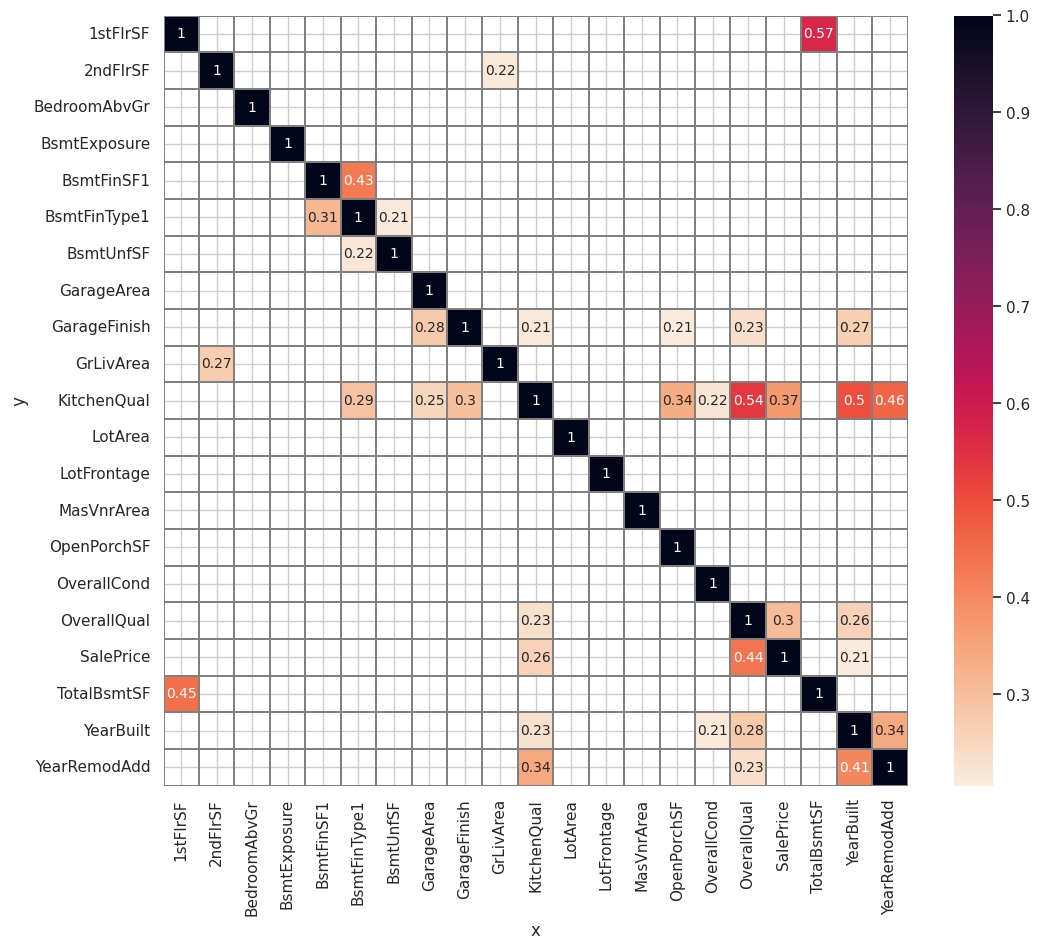 1stFlrSF 1 0.57
2ndFlrSF 1 0.22
BedroomAbvGr 1
BsmtExposure 1
BsmtFinSF1 1 0.43
BsmtFinType1 0.31 1 0.21
BsmtUnfSF 0.22 1
GarageArea 1
GarageFinish 0.28 1 0.21 0.21 0.23 0.27
GrLivArea 0.27 1
KitchenQual 0.29 0.25 0.3 1 0.34 0.22 0.54 0.37 0.5 0.46
LotArea 1
LotFrontage 1
MasVnrArea 1
OpenPorchSF 1
OverallCond 1
OverallQual 0.23 1 0.3 0.26
SalePrice 0.26 0.44 1 0.21
TotalBsmtSF 0.45 1
YearBuilt 0.23 0.21 0.28 1 0.34
YearRemodAdd 0.34 0.23 0.41 1
y
1stFlrSF
2ndFlrSF
BedroomAbvGr
BsmtExposure
BsmtFinSF1
BsmtFinType1
BsmtUnfSF
GarageArea
GarageFinish
GrLivArea
KitchenQual
LotArea
LotFrontage
MasVnrArea
OpenPorchSF
OverallCond
OverallQual
SalePrice
TotalBsmtSF
YearBuilt
YearRemodAdd
x
1.0
0.9
0.8
0.7
0.6
0.5
0.4
0.3